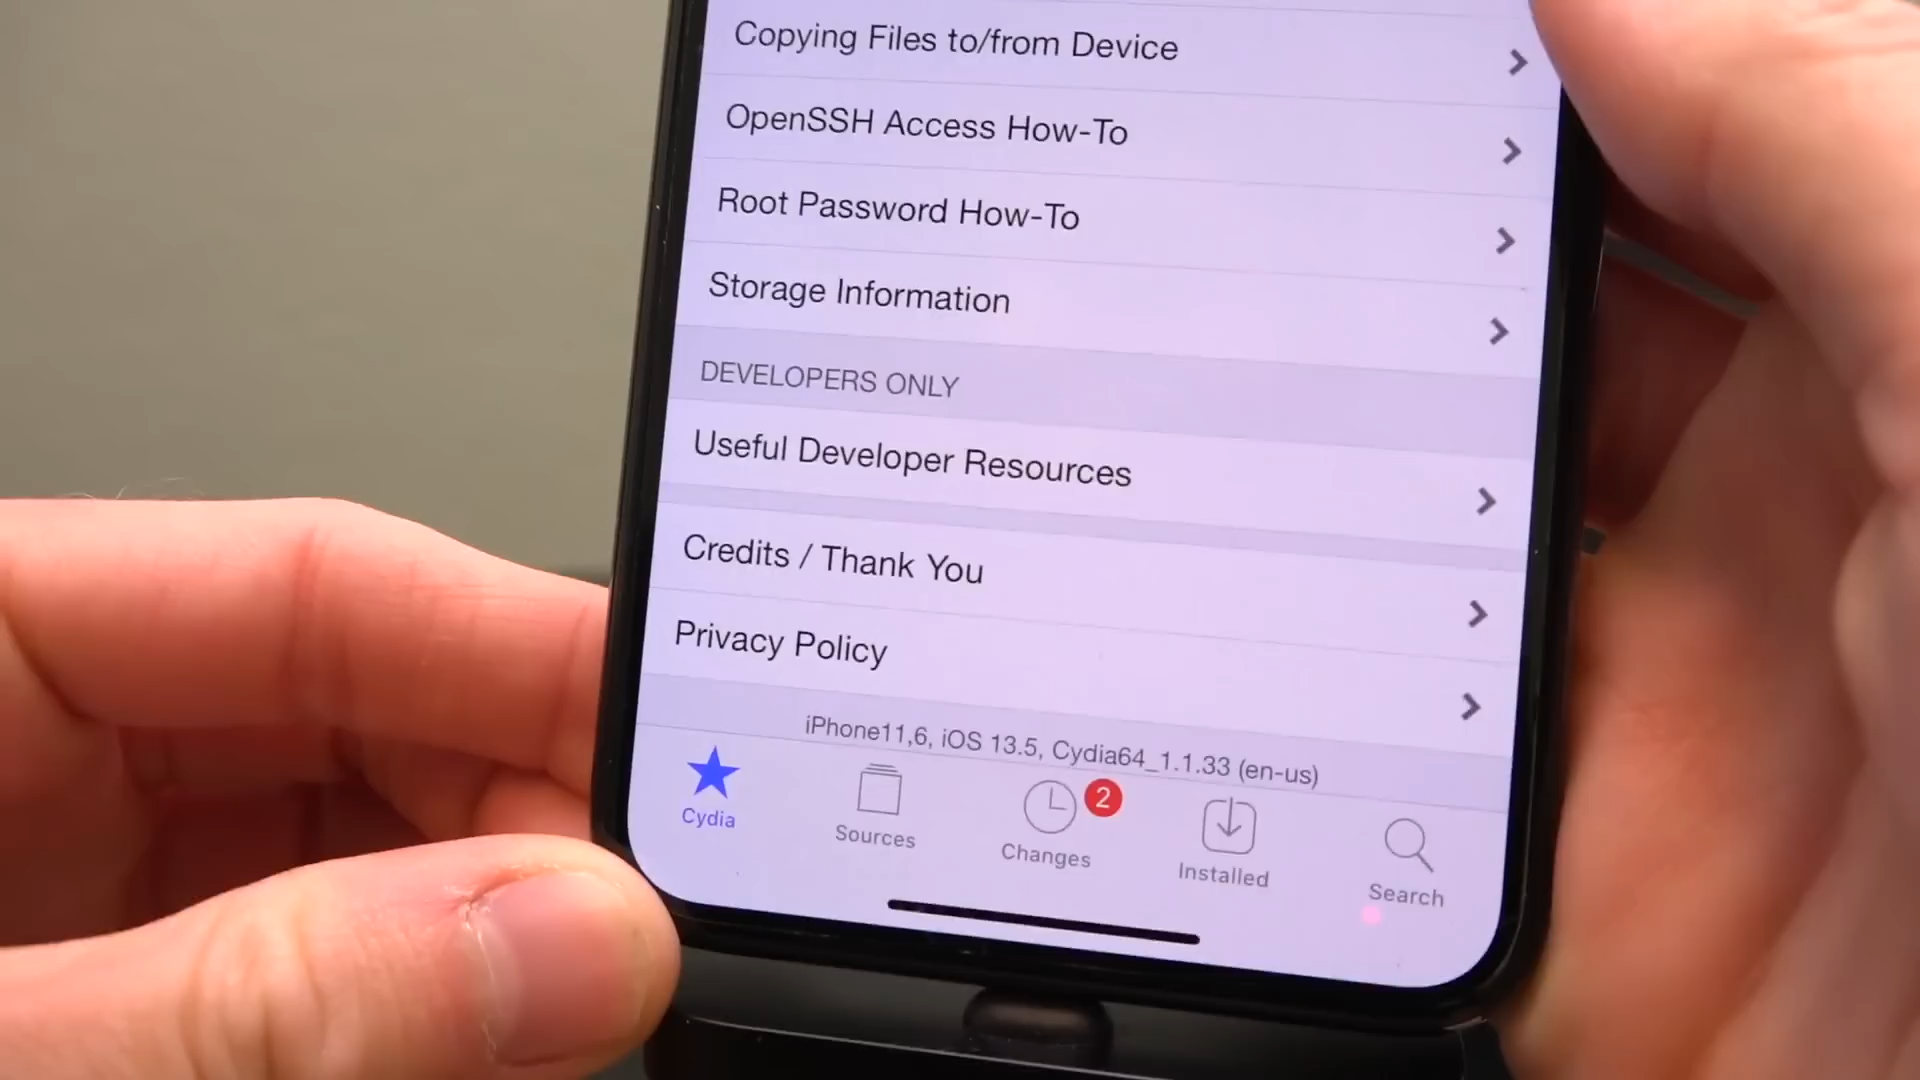 Copying Files to/from Device
OpenSSH Access How-To
Root Password How-To
Storage Information
DEVELOPERS ONLY
Useful Developer Resources
Credits / Thank You
Privacy Policy
iPhone11,6, iOS 13.5, Cydia64_1.1.33 (en-us)
2
Cydia
Sources
Changes
Installed
Search